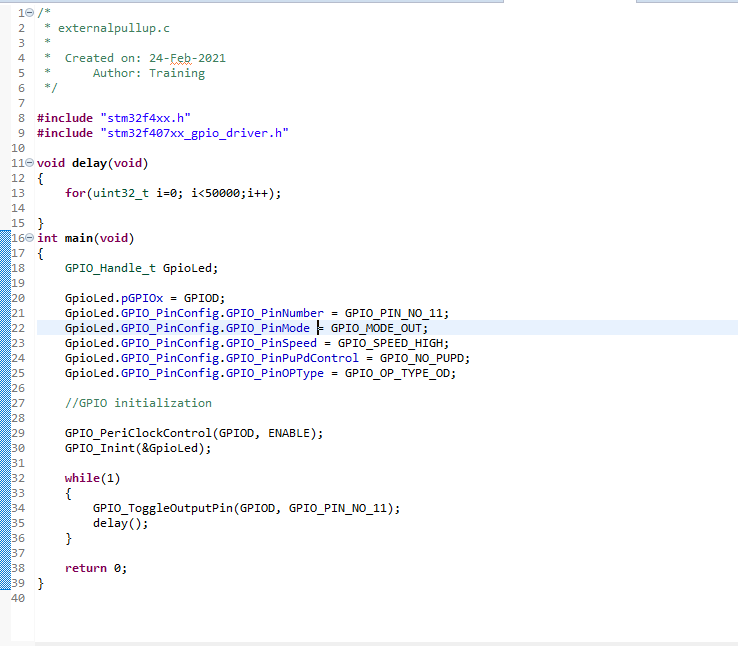 1 /*
2  * externalpullup.c
3  *
4  *  Created on: 24-Feb-2021
5  *      Author: Training
6  */
7
8 #include "stm32f4xx.h"
9 #include "stm32f407xx_gpio_driver.h"
10
11 void delay(void)
12 {
13     for(uint32_t i=0; i<50000;i++);
14
15 }
16 int main(void)
17 {
18     GPIO_Handle_t GpioLed;
19
20     GpioLed.pGPIOx = GPIOD;
21     GpioLed.GPIO_PinConfig.GPIO_PinNumber = GPIO_PIN_NO_11;
22     GpioLed.GPIO_PinConfig.GPIO_PinMode = GPIO_MODE_OUT;
23     GpioLed.GPIO_PinConfig.GPIO_PinSpeed = GPIO_SPEED_HIGH;
24     GpioLed.GPIO_PinConfig.GPIO_PinPuPdControl = GPIO_NO_PUPD;
25     GpioLed.GPIO_PinConfig.GPIO_PinOPType = GPIO_OP_TYPE_OD;
26
27     //GPIO initialization
28
29     GPIO_PeriClockControl(GPIOD, ENABLE);
30     GPIO_Inint(&GpioLed);
31
32     while(1)
33     {
34         GPIO_ToggleOutputPin(GPIOD, GPIO_PIN_NO_11);
35         delay();
36     }
37
38     return 0;
39 }
40